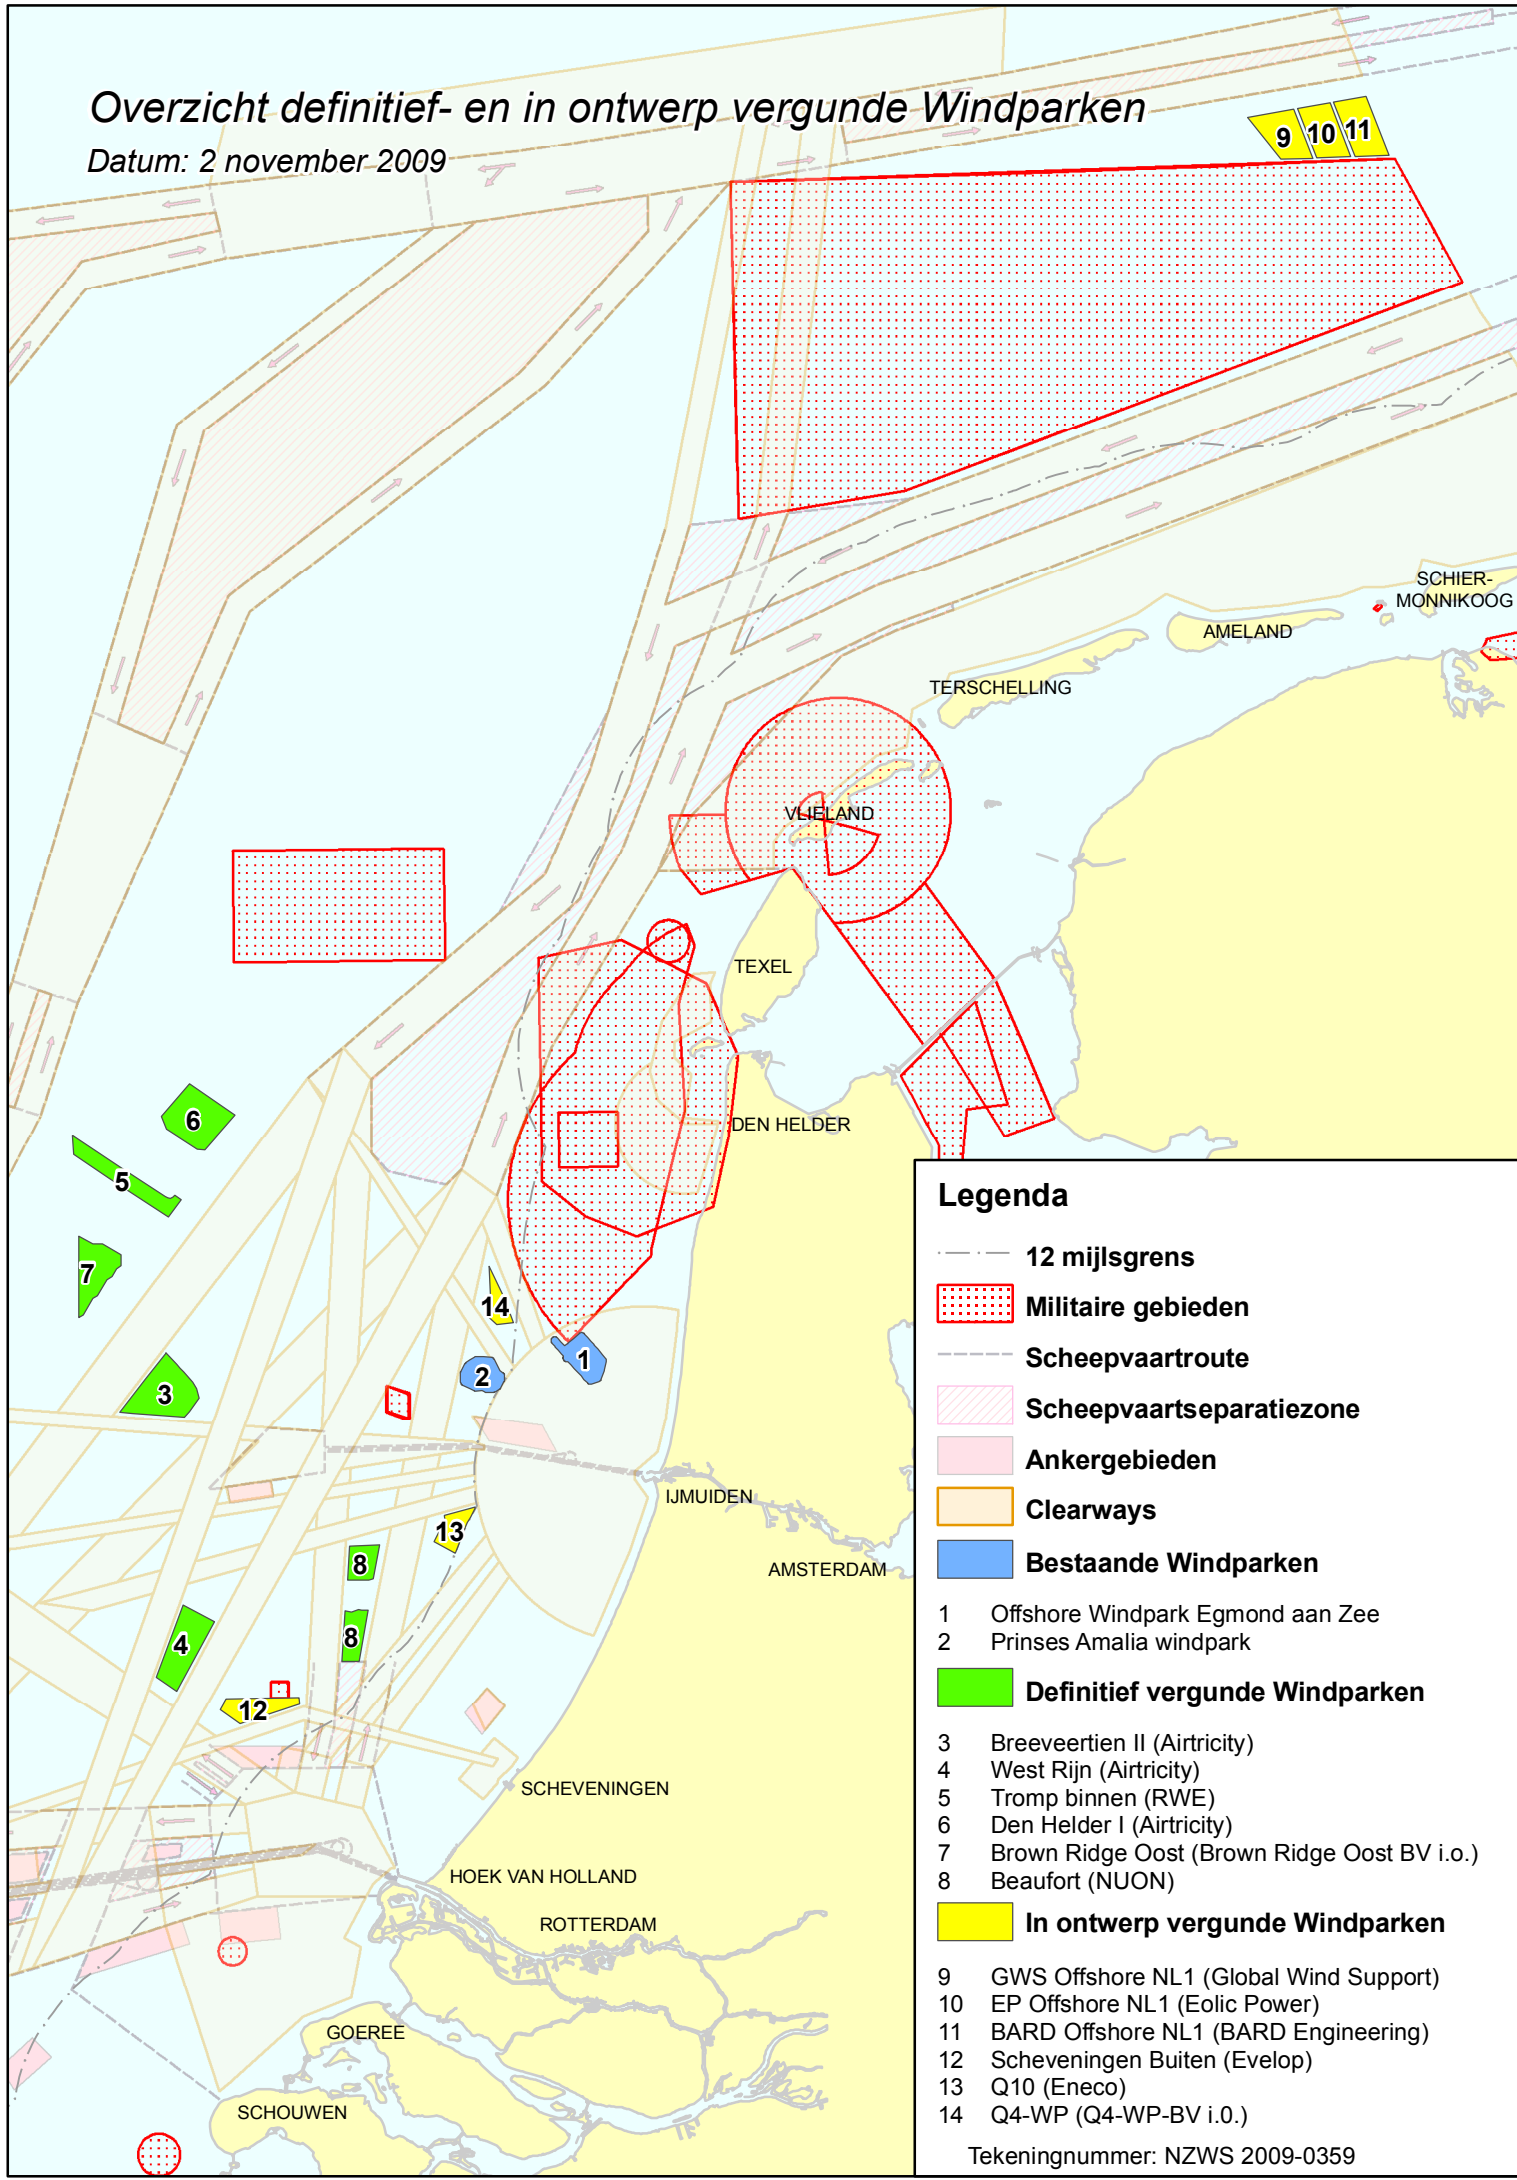 Overzicht definitief- en in ontwerp vergunde Windparken
Datum: 2 november 2009
9
10
11
SCHIER-
MONNIKOOG
AMELAND
TERSCHELLING
VLIELAND
TEXEL
DEN HELDER
6
5
7
14
1
2
3
IJMUIDEN
13
AMSTERDAM
8
8
4
12
SCHEVENINGEN
HOEK VAN HOLLAND
ROTTERDAM
GOEREE
SCHOUWEN
Legenda
12 mijlsgrens
Militaire gebieden
Scheepvaartroute
Scheepvaartseparatiezone
Ankergebieden
Clearways
Bestaande Windparken
1 Offshore Windpark Egmond aan Zee
2 Prinses Amalia windpark
Definitief vergunde Windparken
3 Breeveertien II (Airtricity)
4 West Rijn (Airtricity)
5 Tromp binnen (RWE)
6 Den Helder I (Airtricity)
7 Brown Ridge Oost (Brown Ridge Oost BV i.o.)
8 Beaufort (NUON)
In ontwerp vergunde Windparken
9 GWS Offshore NL1 (Global Wind Support)
10 EP Offshore NL1 (Eolic Power)
11 BARD Offshore NL1 (BARD Engineering)
12 Scheveningen Buiten (Evelop)
13 Q10 (Eneco)
14 Q4-WP (Q4-WP-BV i.0.)
Tekeningnummer: NZWS 2009-0359